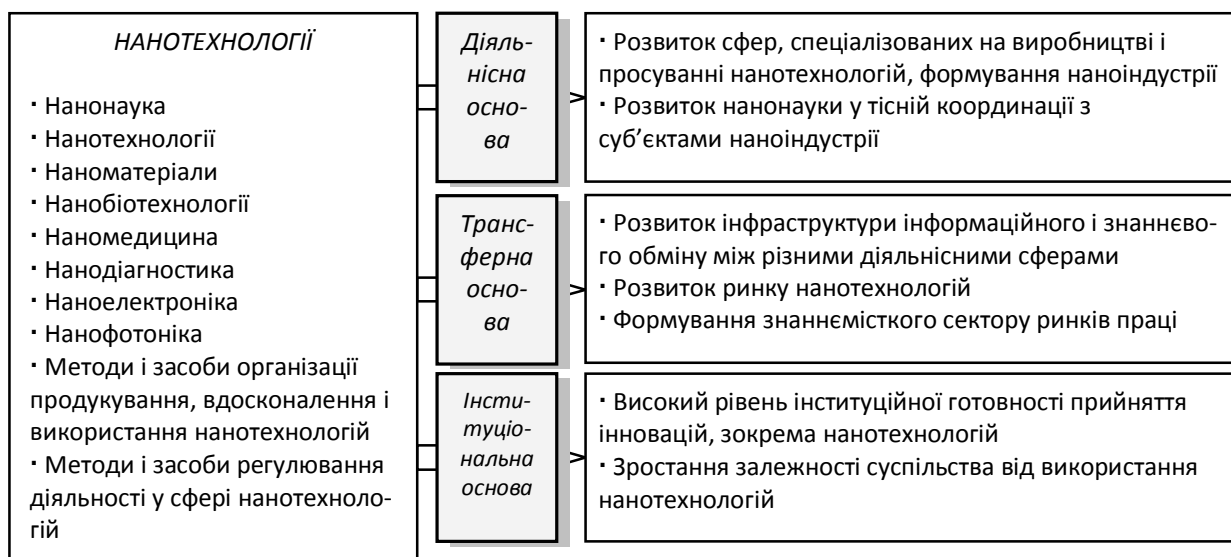 НАНОТЕХНОЛОГІЇ
· Нанонаука
· Нанотехнології
· Наноматеріали
· Нанобіотехнології
· Наномедицина
· Нанодіагностика
· Наноелектроніка
· Нанофотоніка
· Методи і засоби організації
продукування, вдосконалення і
використання нанотехнологій
· Методи і засоби регулювання
діяльності у сфері нанотехноло-
гій
Діяль-
нісна
осно-
ва
· Розвиток сфер, спеціалізованих на виробництві і
просуванні нанотехнологій, формування наноіндустрії
· Розвиток нанонауки у тісній координації з
суб’єктами наноіндустрії
Транс-
ферна
осно-
ва
· Розвиток інфраструктури інформаційного і знаннєво-
го обміну між різними діяльнісними сферами
· Розвиток ринку нанотехнологій
· Формування знаннємісткого сектору ринків праці
Інсти-
туціо-
нальна
основа
· Високий рівень інституційної готовності прийняття
інновацій, зокрема нанотехнологій
· Зростання залежності суспільства від використання
нанотехнологій